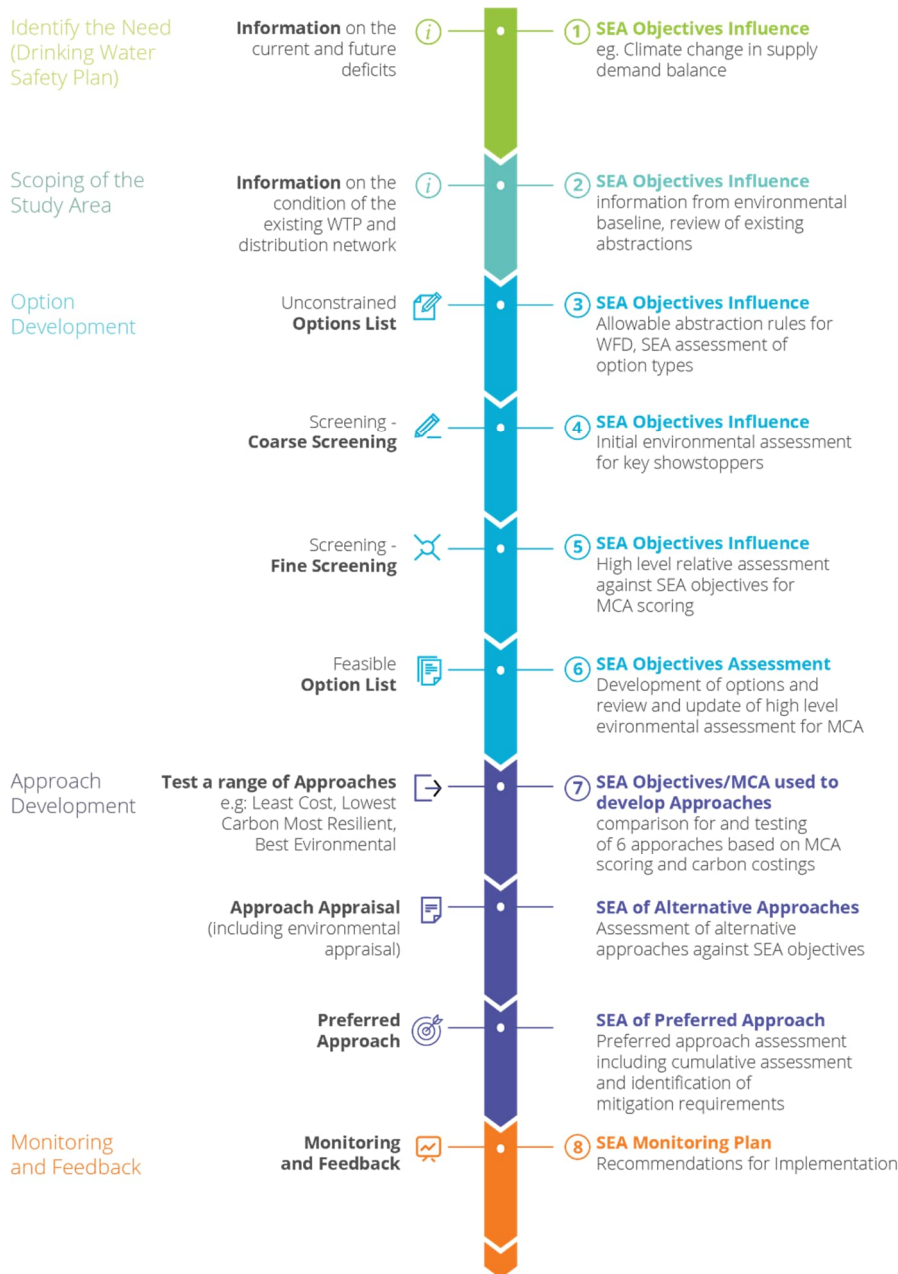 Identify the Need
(Drinking Water
Safety Plan)
Information on the
current and future
deficits
i
1
SEA Objectives Influence
eg. Climate change in supply
demand balance
Scoping of the
Study Area
Information on the
condition of the
existing WTP and
distribution network
i
2
SEA Objectives Influence
information from environmental
baseline, review of existing
abstractions
Option
Development
Unconstrained
Options List
3
SEA Objectives Influence
Allowable abstraction rules for
WFD, SEA assessment of
option types
Screening -
Coarse Screening
4
SEA Objectives Influence
Initial environmental assessment
for key showstoppers
Screening -
Fine Screening
5
SEA Objectives Influence
High level relative assessment
against SEA objectives for
MCA scoring
Feasible
Option List
6
SEA Objectives Assessment
Development of options and
review and update of high level
evironmental assessment for MCA
Approach
Development
Test a range of Approaches
e.g: Least Cost, Lowest
Carbon Most Resilient,
Best Evironmental
7
SEA Objectives/MCA used to
develop Approaches
comparison for and testing
of 6 apporaches based on MCA
scoring and carbon costings
Approach Appraisal
(including environmental
appraisal)
SEA of Alternative Approaches
Assessment of alternative
approaches against SEA objectives
Preferred
Approach
SEA of Preferred Approach
Preferred approach assessment
including cumulative assessment
and identification of
mitigation requirements
Monitoring
and Feedback
Monitoring
and Feedback
8
SEA Monitoring Plan
Recommendations for Implementation